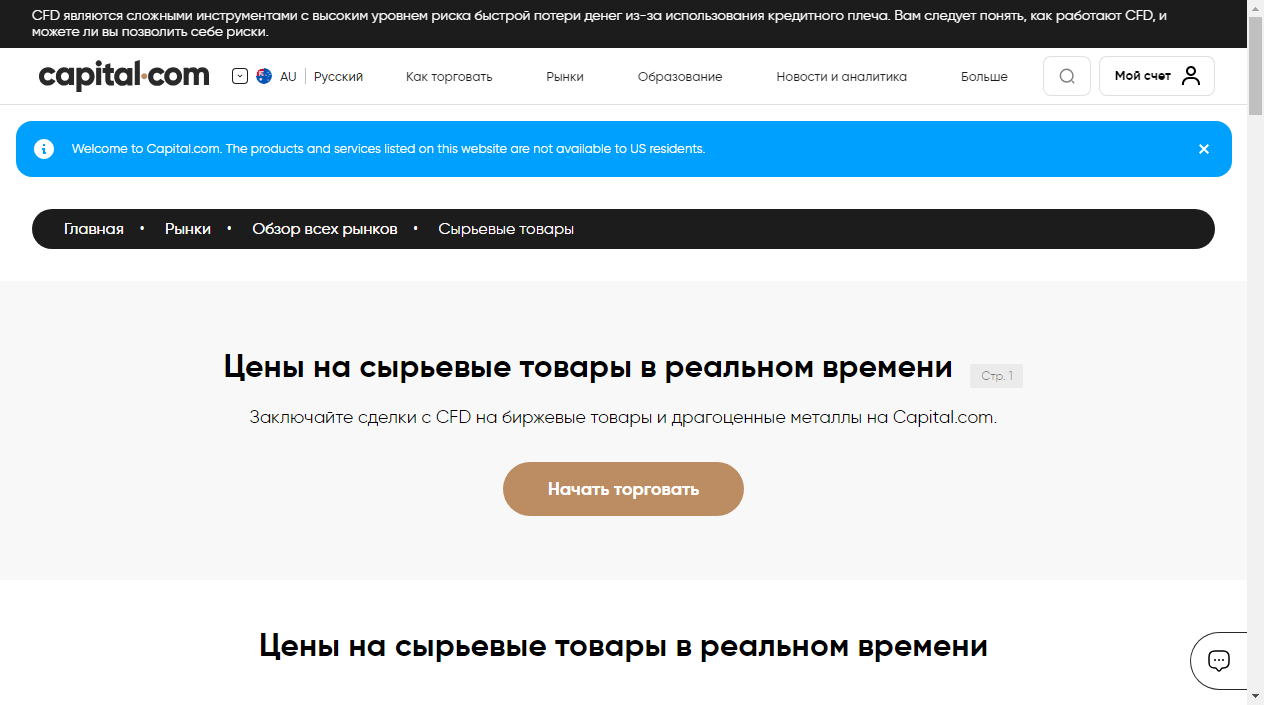 CFD являются сложными инструментами с высоким уровнем риска быстрой потери денег из-за использования кредитного плеча. Вам следует понять, как работают CFD, и
можете ли вы позволить себе риски.
capital.com AU Русский Как торговать Рынки Образование Новости и аналитика Больше Мой счет
Welcome to Capital.com. The products and services listed on this website are not available to US residents.
Главная • Рынки • Обзор всех рынков • Сырьевые товары
Цены на сырьевые товары в реальном времени Стр. 1
Заключайте сделки с CFD на биржевые товары и драгоценные металлы на Capital.com.
Начать торговать
Цены на сырьевые товары в реальном времени